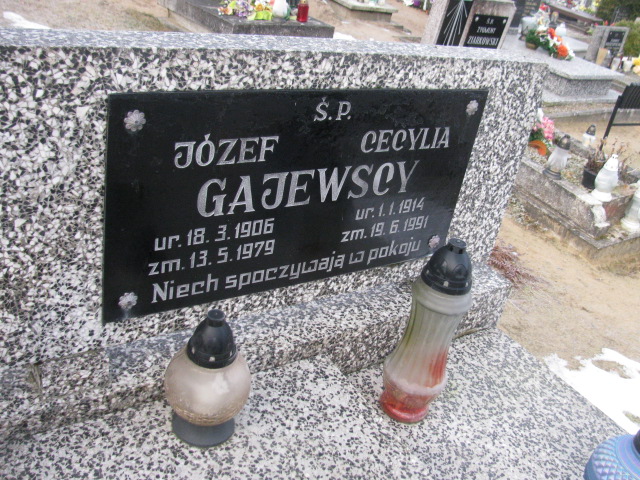 Ś.P.
JÓZEF CECYLIA
GAJEWSCY
ur. 18. 3. 1906 ur. 1. 1. 1914
zm. 13. 5. 1979 zm. 19. 6. 1991
Niech spoczywają w pokoju